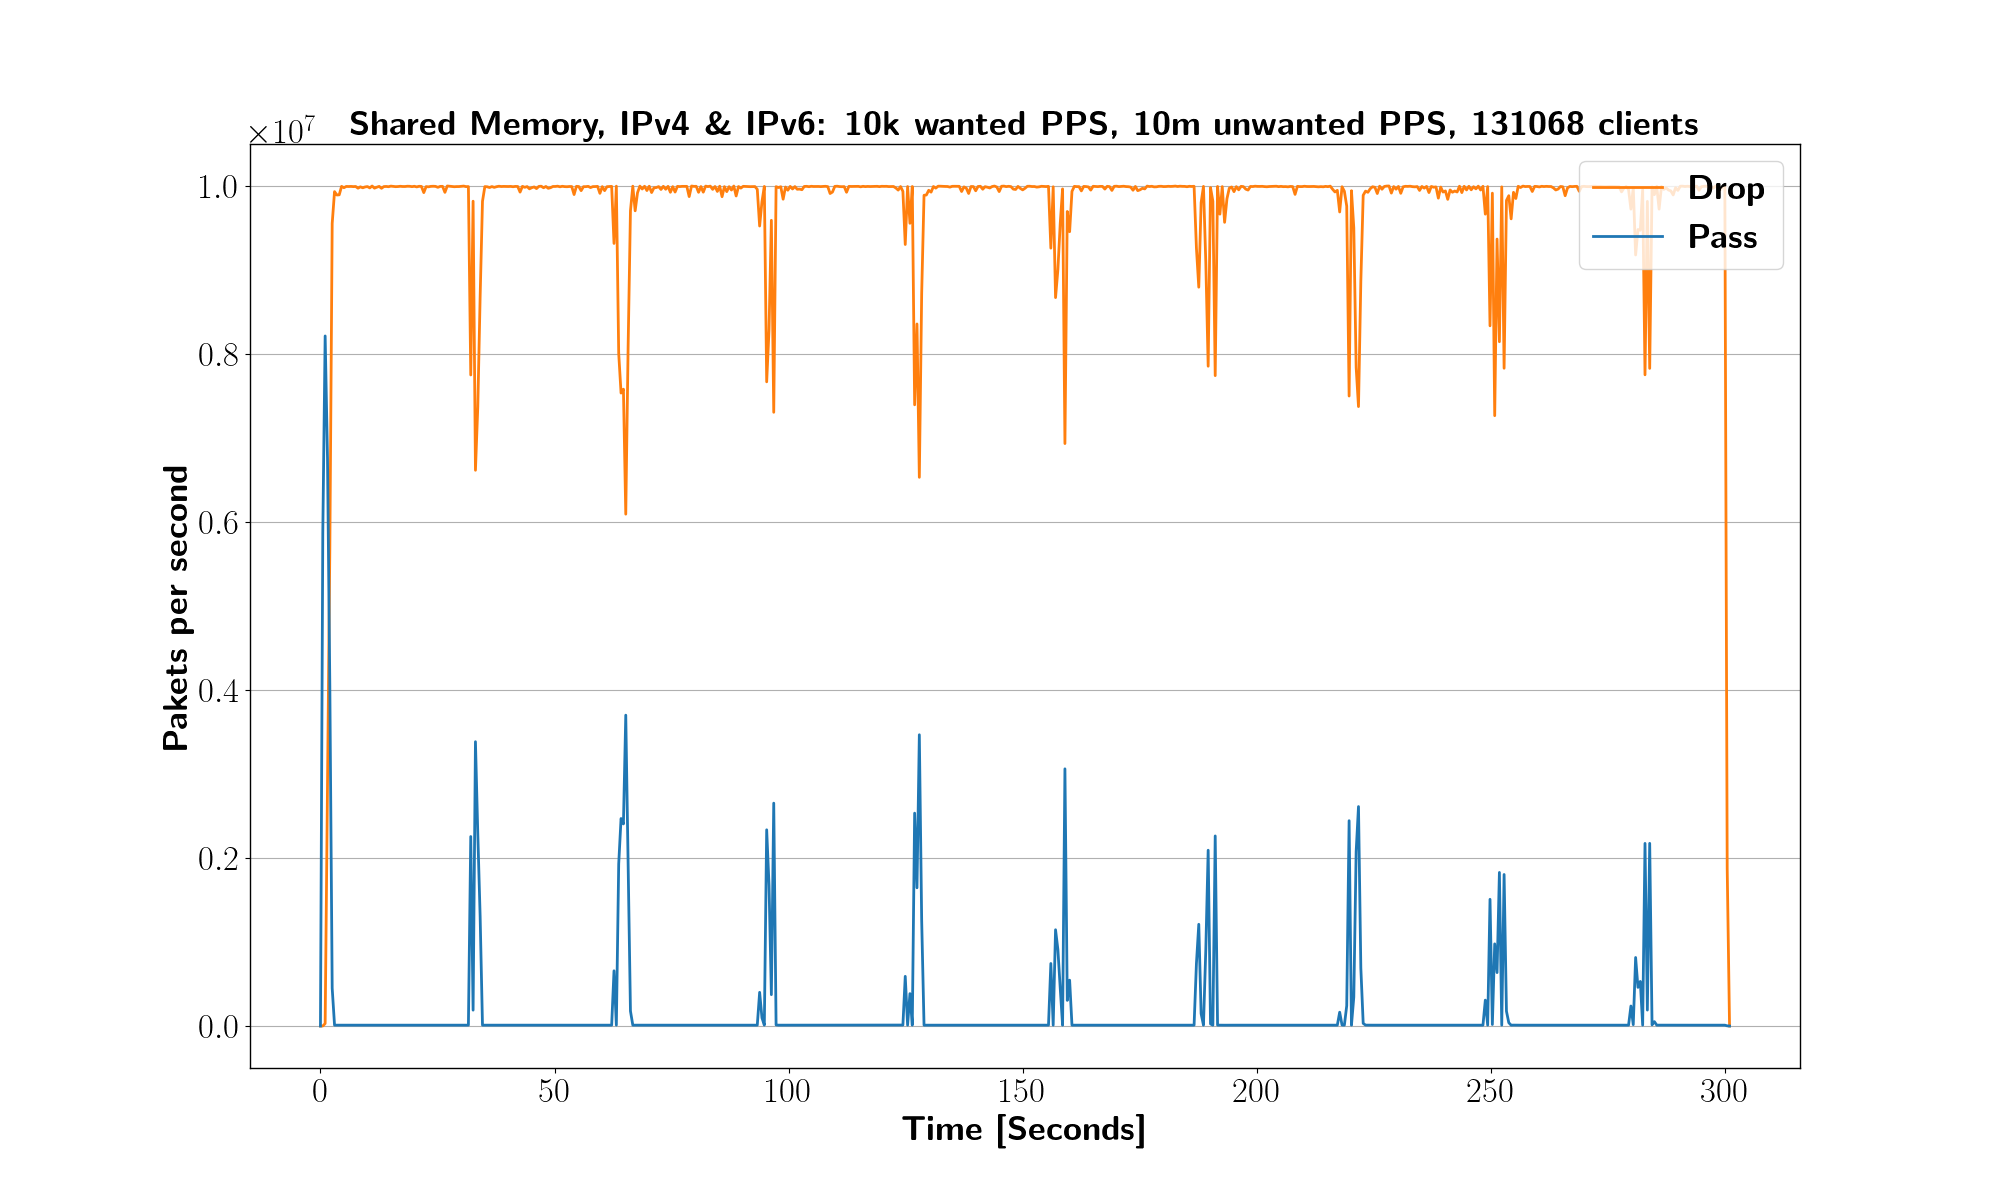 ×10⁷
Shared Memory, IPv4 & IPv6: 10k wanted PPS, 10m unwanted PPS, 131068 clients
Drop
Pass
1.0
0.8
0.6
0.4
0.2
0.0
Pakets per second
0 50 100 150 200 250 300
Time [Seconds]